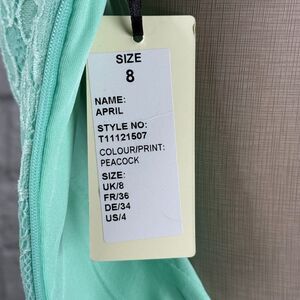 SIZE
8
NAME:
APRIL
STYLE NO:
T11121507
COLOUR/PRINT:
PEACOCK
SIZE:
UK/8
FR/36
DE/34
US/4